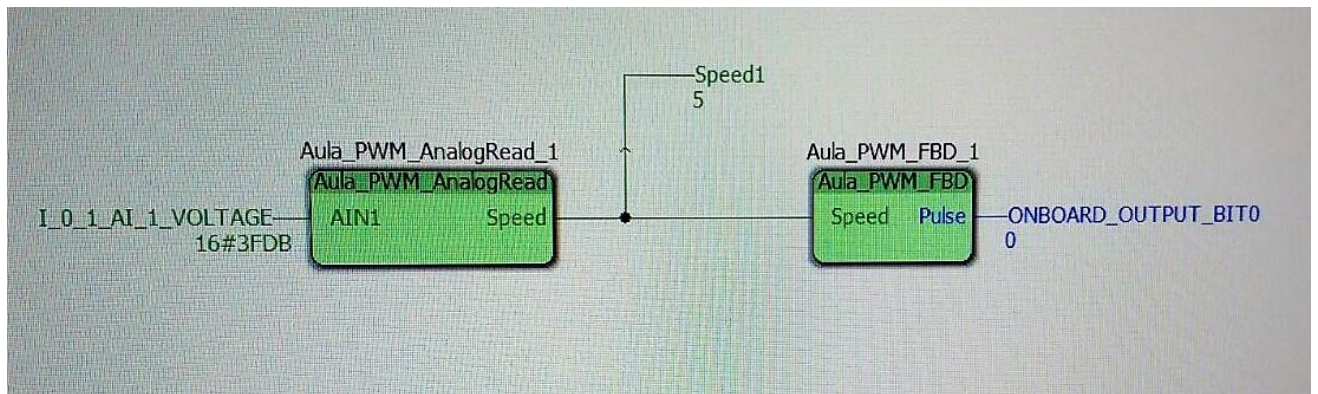 Speed1
5
Aula_PWM_AnalogRead_1
Aula_PWM_AnalogRead
I_0_1_AI_1_VOLTAGE
16#3FDB
AIN1
Speed
Aula_PWM_FBD_1
Aula_PWM_FBD
Speed
Pulse
ONBOARD_OUTPUT_BIT0
0